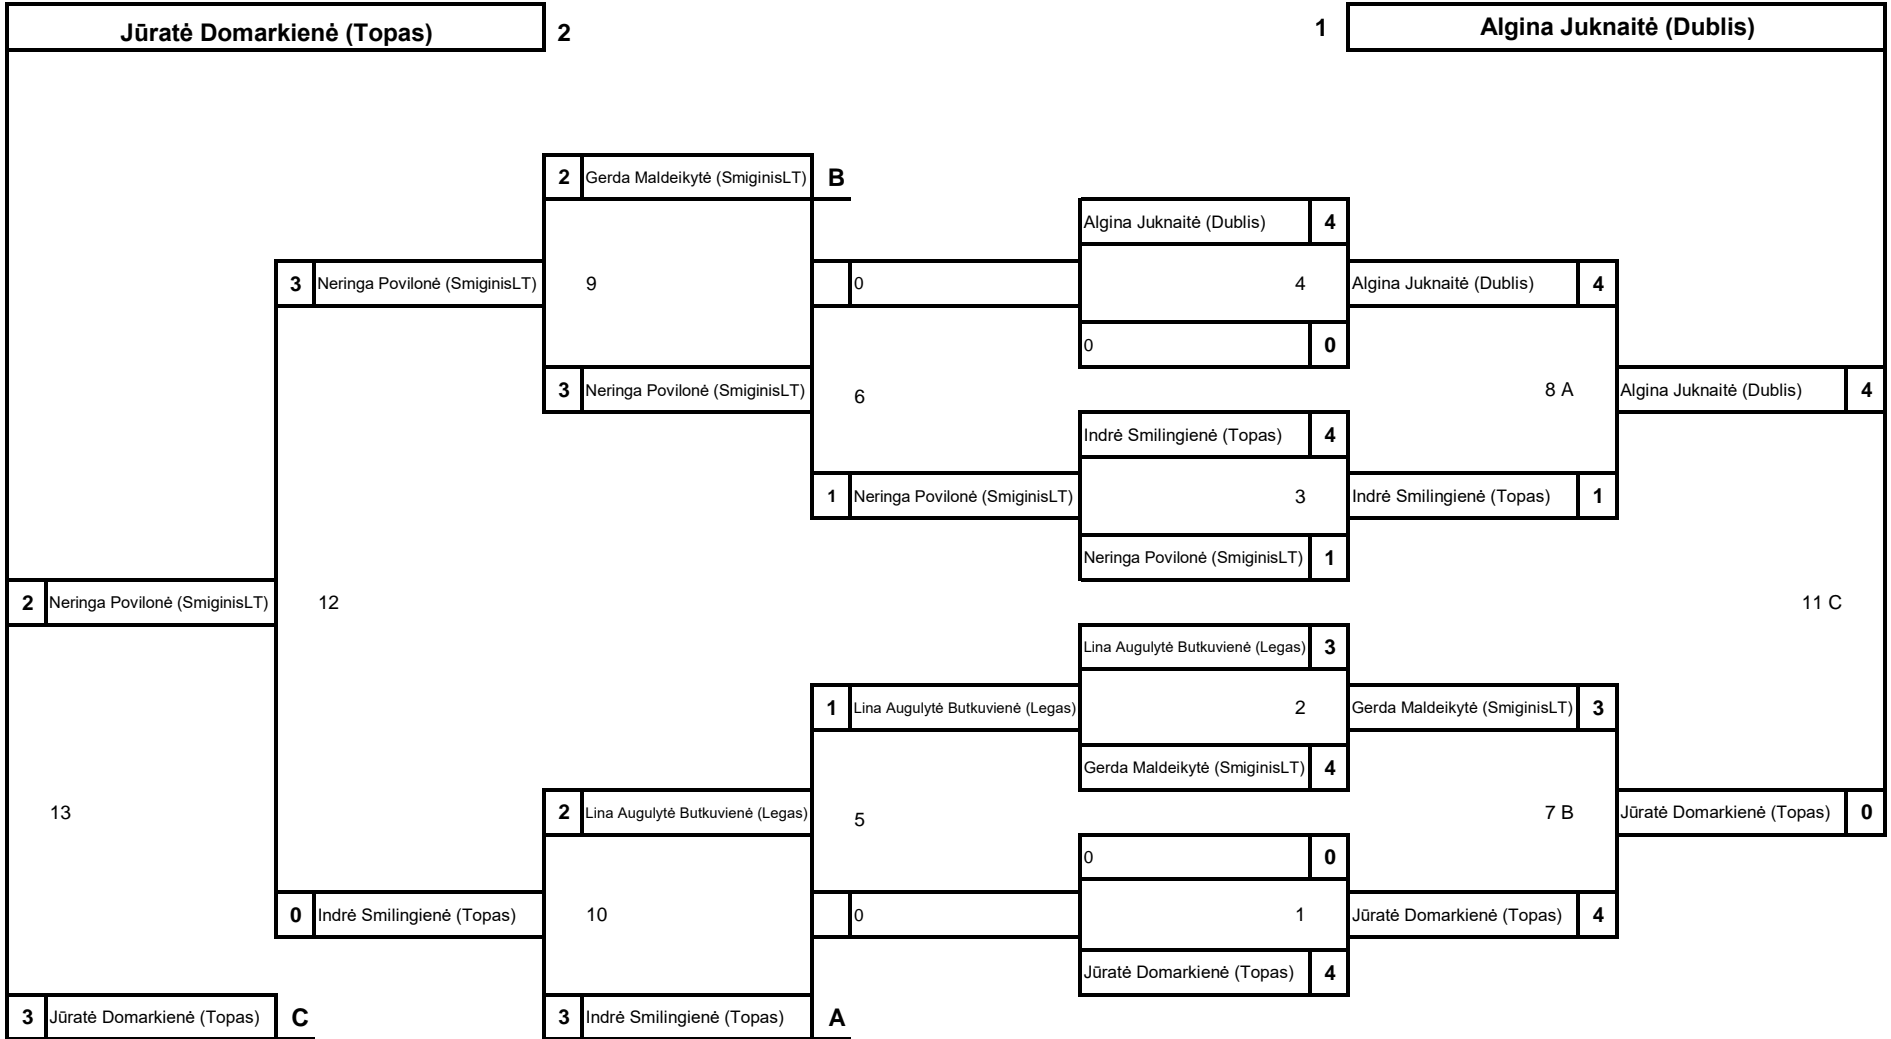 Jūratė Domarkienė (Topas) 2 1 Algina Juknaitė (Dublis)
2 Gerda Maldeikytė (SmiginisLT) B
Algina Juknaitė (Dublis) 4
3 Neringa Povilonė (SmiginisLT) 9 0 4 Algina Juknaitė (Dublis) 4
0 0
3 Neringa Povilonė (SmiginisLT) 6 8 A Algina Juknaitė (Dublis) 4
Indrė Smilingienė (Topas) 4
1 Neringa Povilonė (SmiginisLT) 3 Indrė Smilingienė (Topas) 1
Neringa Povilonė (SmiginisLT) 1
2 Neringa Povilonė (SmiginisLT) 12 11 C
Lina Augulytė Butkuvienė (Legas) 3
1 Lina Augulytė Butkuvienė (Legas) 2 Gerda Maldeikytė (SmiginisLT) 3
Gerda Maldeikytė (SmiginisLT) 4
13 2 Lina Augulytė Butkuvienė (Legas) 5 7 B Jūratė Domarkienė (Topas) 0
0 0
0 Indrė Smilingienė (Topas) 10 0 1 Jūratė Domarkienė (Topas) 4
Jūratė Domarkienė (Topas) 4
3 Jūratė Domarkienė (Topas) C 3 Indrė Smilingienė (Topas) A